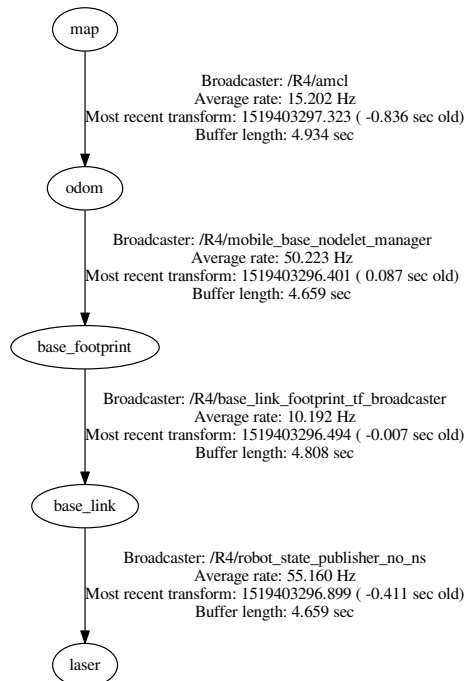 map
Broadcaster: /R4/amcl
Average rate: 15.202 Hz
Most recent transform: 1519403297.323 ( -0.836 sec old)
Buffer length: 4.934 sec
odom
Broadcaster: /R4/mobile_base_nodelet_manager
Average rate: 50.223 Hz
Most recent transform: 1519403296.401 ( 0.087 sec old)
Buffer length: 4.659 sec
base_footprint
Broadcaster: /R4/base_link_footprint_tf_broadcaster
Average rate: 10.192 Hz
Most recent transform: 1519403296.494 ( -0.007 sec old)
Buffer length: 4.808 sec
base_link
Broadcaster: /R4/robot_state_publisher_no_ns
Average rate: 55.160 Hz
Most recent transform: 1519403296.899 ( -0.411 sec old)
Buffer length: 4.659 sec
laser